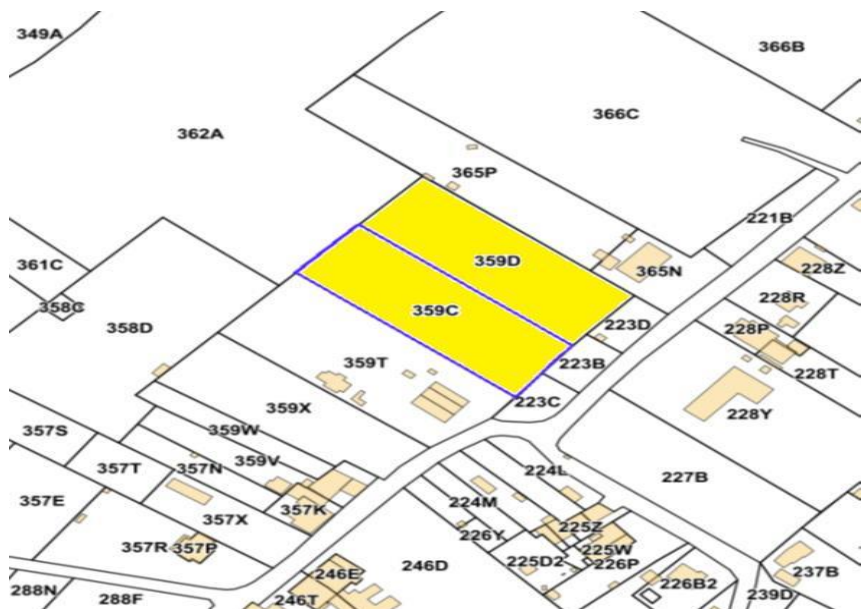 349A
366B
366C
362A
365P
221B
361C
359D
365N
228Z
358C
228R
358D
359C
223D
228P
359T
223B
228T
223C
359X
228Y
357S
359W
359V
357T
357N
224L
227B
357E
357K
224M
357X
225Z
226Y
357R
357P
225W
225D2
246D
226P
246E
226B2
237B
288N
288F
246T
239D